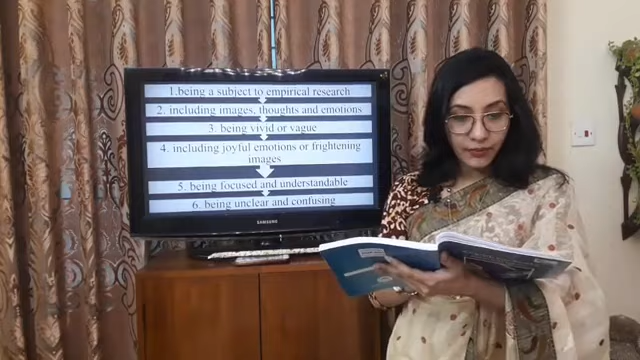 1.being a subject to empirical research
2. including images, thoughts and emotions
3. being vivid or vague
4. including joyful emotions or frightening
images
5. being focused and understandable
6. being unclear and confusing
SAMSUNG